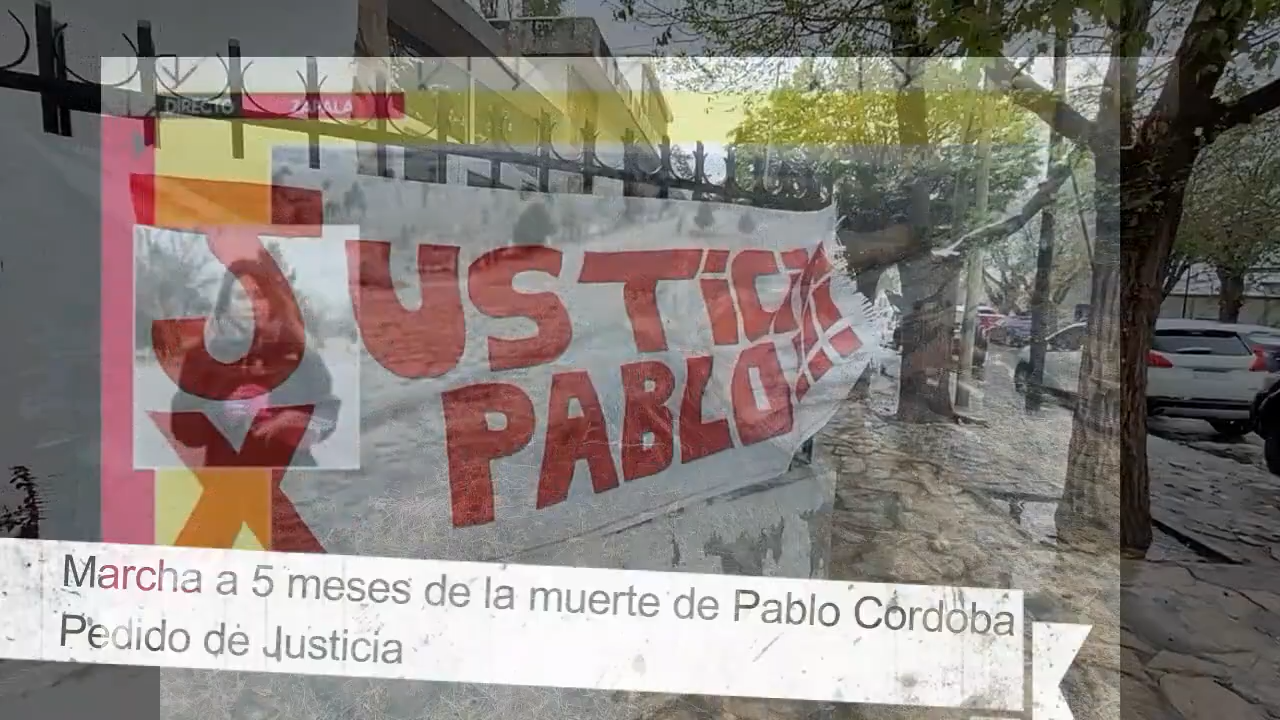 DIRECTO ZAPALA
JUSTICIA
X PABLO!!!
Marcha a 5 meses de la muerte de Pablo Cordoba
Pedido de Justicia